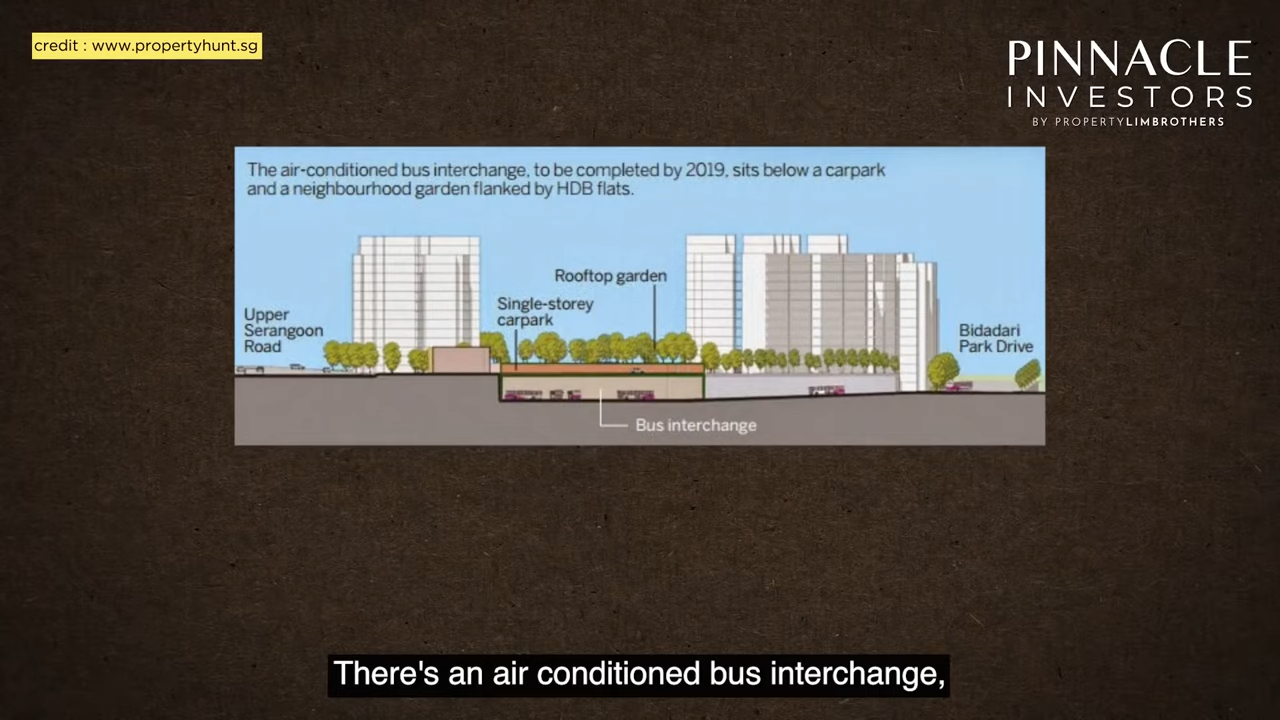 credit : www.propertyhunt.sg
PINNACLE
INVESTORS
BY PROPERTYLIMBROTHERS
The air-conditioned bus interchange, to be completed by 2019, sits below a carpark
and a neighbourhood garden flanked by HDB flats.
Rooftop garden
Single-storey
carpark
Upper
Serangoon
Road
Bidadari
Park Drive
Bus interchange
There's an air conditioned bus interchange,